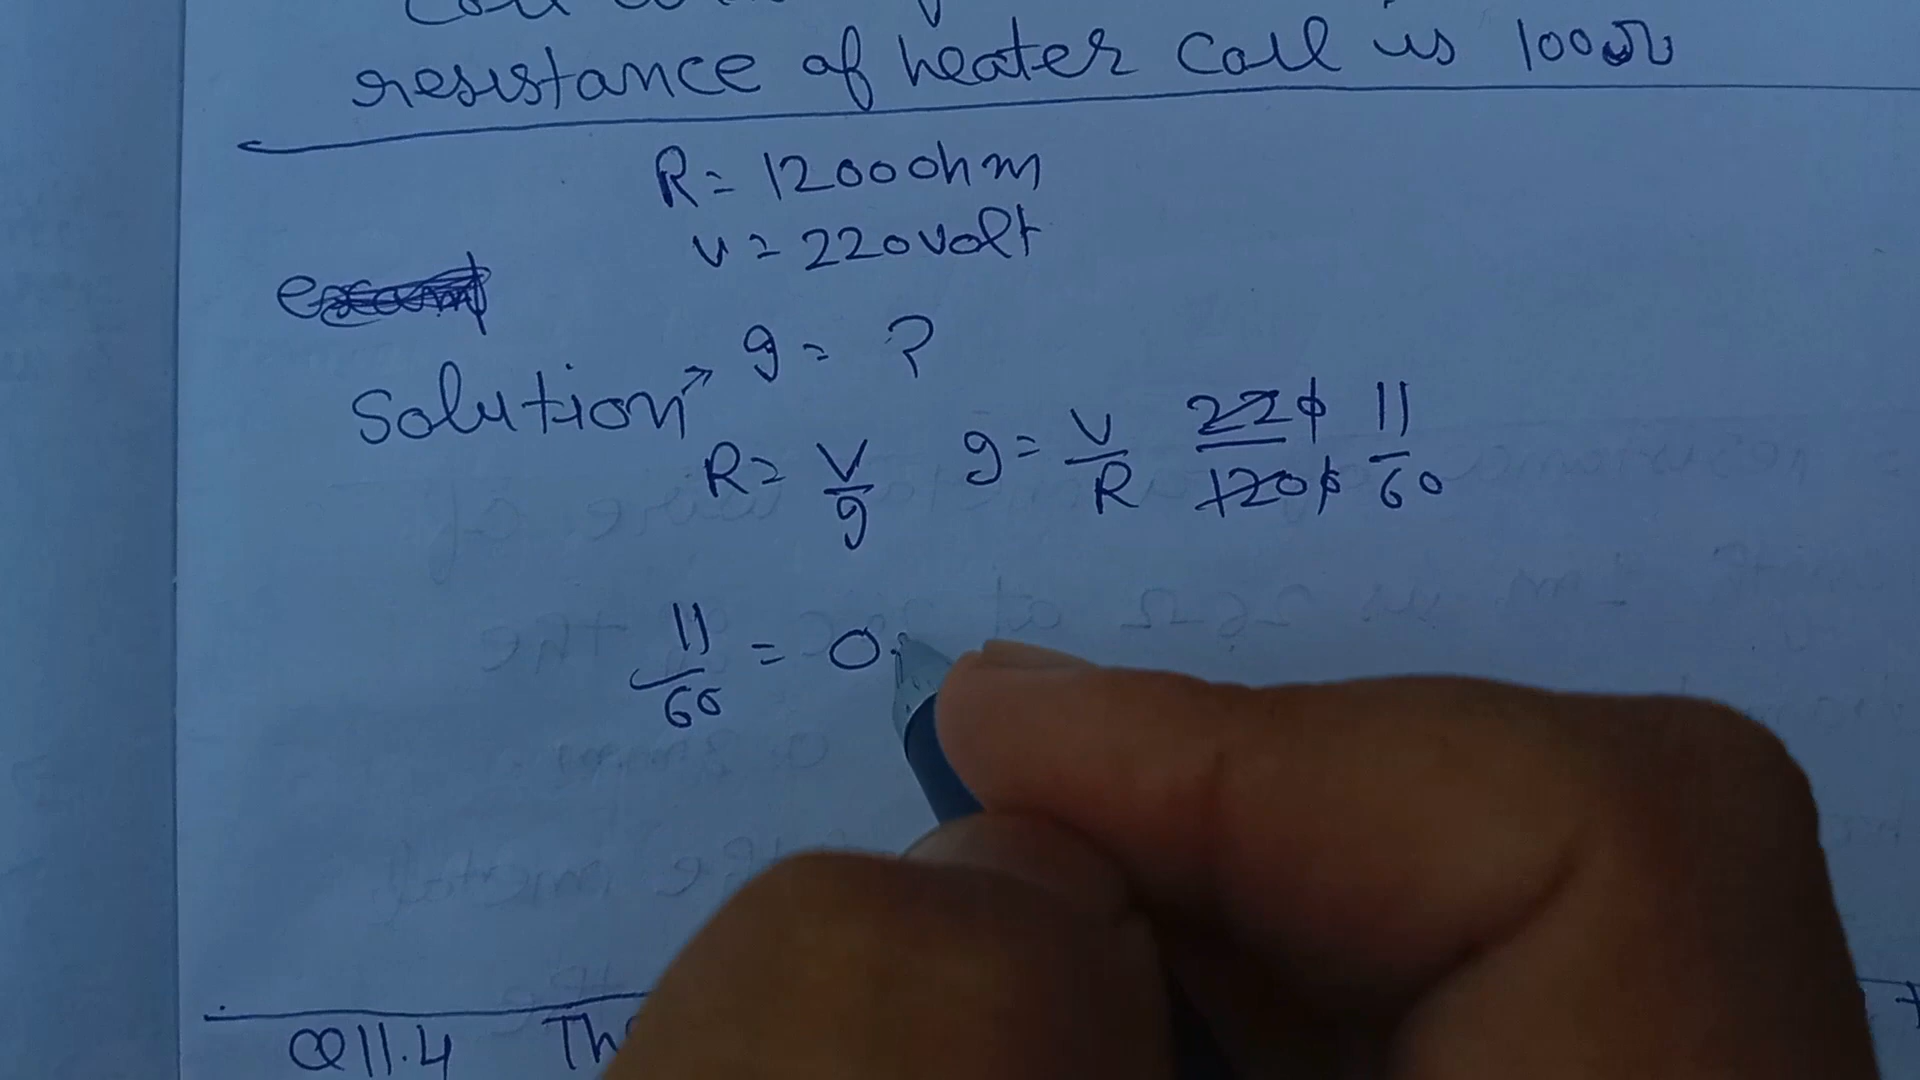 resistance of heater coil is 100Ω
R = 1200 ohm
v = 220 volt
g = ?
Solution →
R = V/g g = V/R 220/1200 11/60
11/60 = 0.
Q11.4 Th